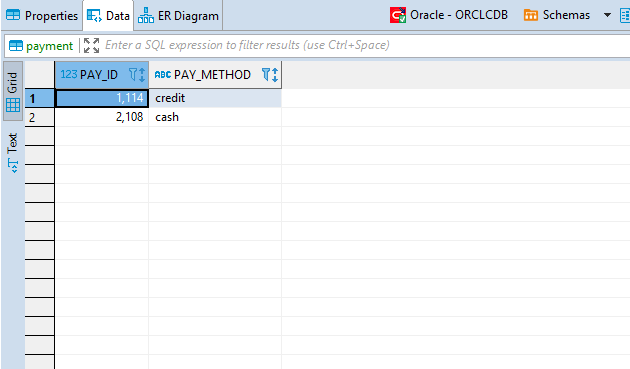 Properties Data ER Diagram Oracle - ORCLCDB Schemas
payment Enter a SQL expression to filter results (use Ctrl+Space)
Grid
Text
123 PAY_ID ABC PAY_METHOD
1 1,114 credit
2 2,108 cash